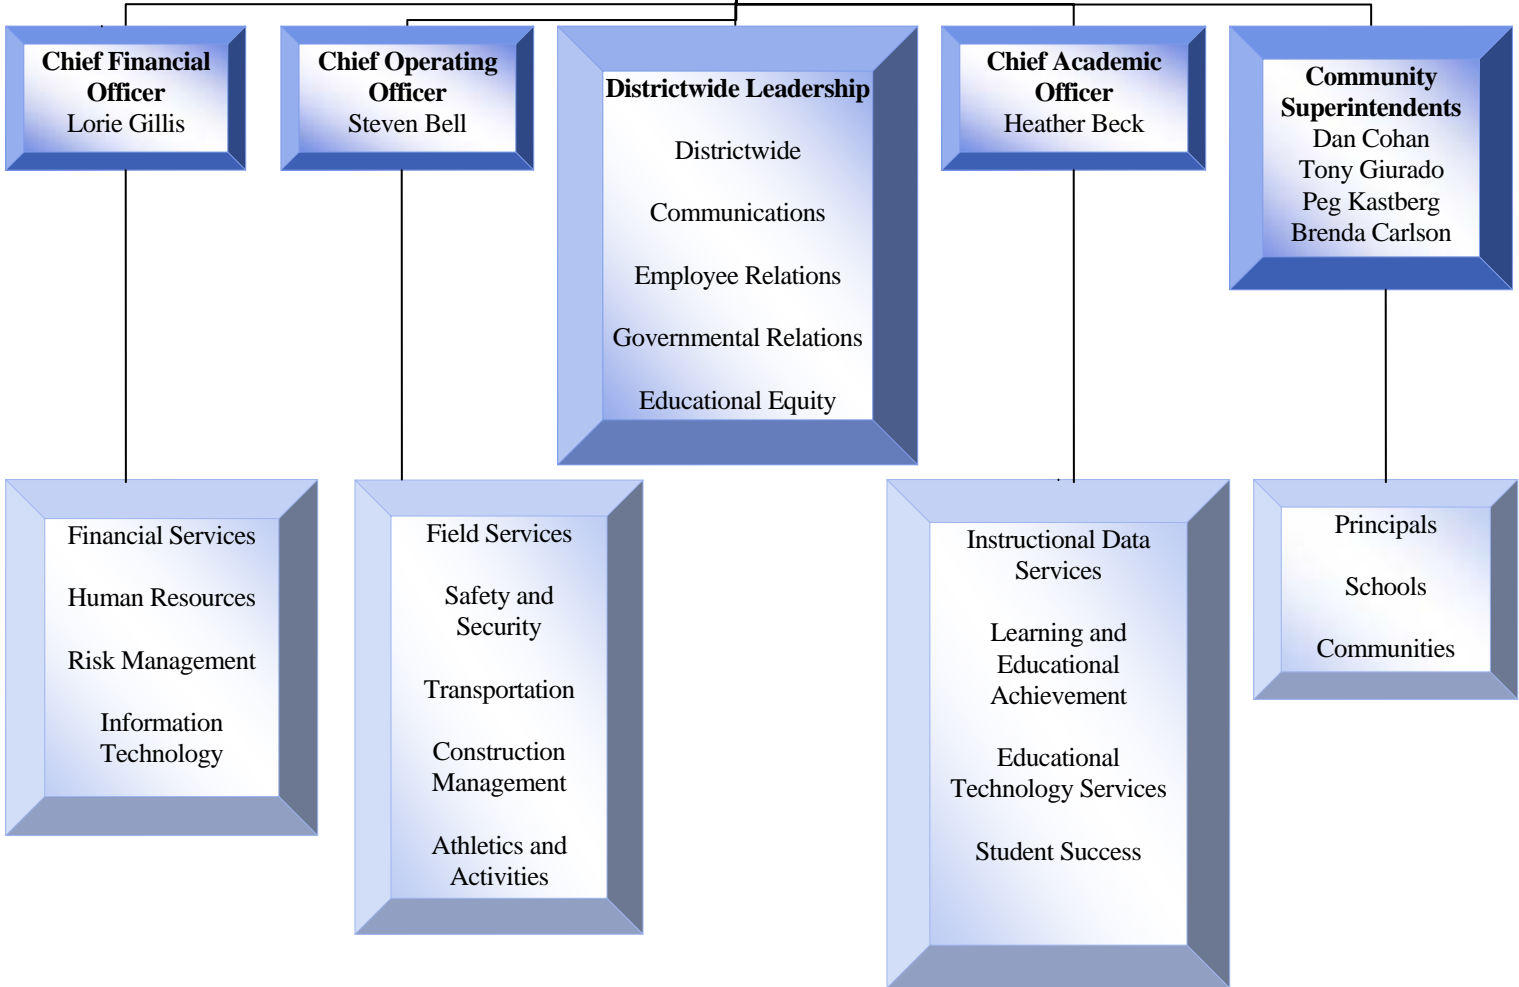 Chief Financial
Officer
Lorie Gillis
Chief Operating
Officer
Steven Bell
Districtwide Leadership
Districtwide
Communications
Employee Relations
Governmental Relations
Educational Equity
Chief Academic
Officer
Heather Beck
Community
Superintendents
Dan Cohan
Tony Giurado
Peg Kastberg
Brenda Carlson
Financial Services
Human Resources
Risk Management
Information
Technology
Field Services
Safety and
Security
Transportation
Construction
Management
Athletics and
Activities
Instructional Data
Services
Learning and
Educational
Achievement
Educational
Technology Services
Student Success
Principals
Schools
Communities